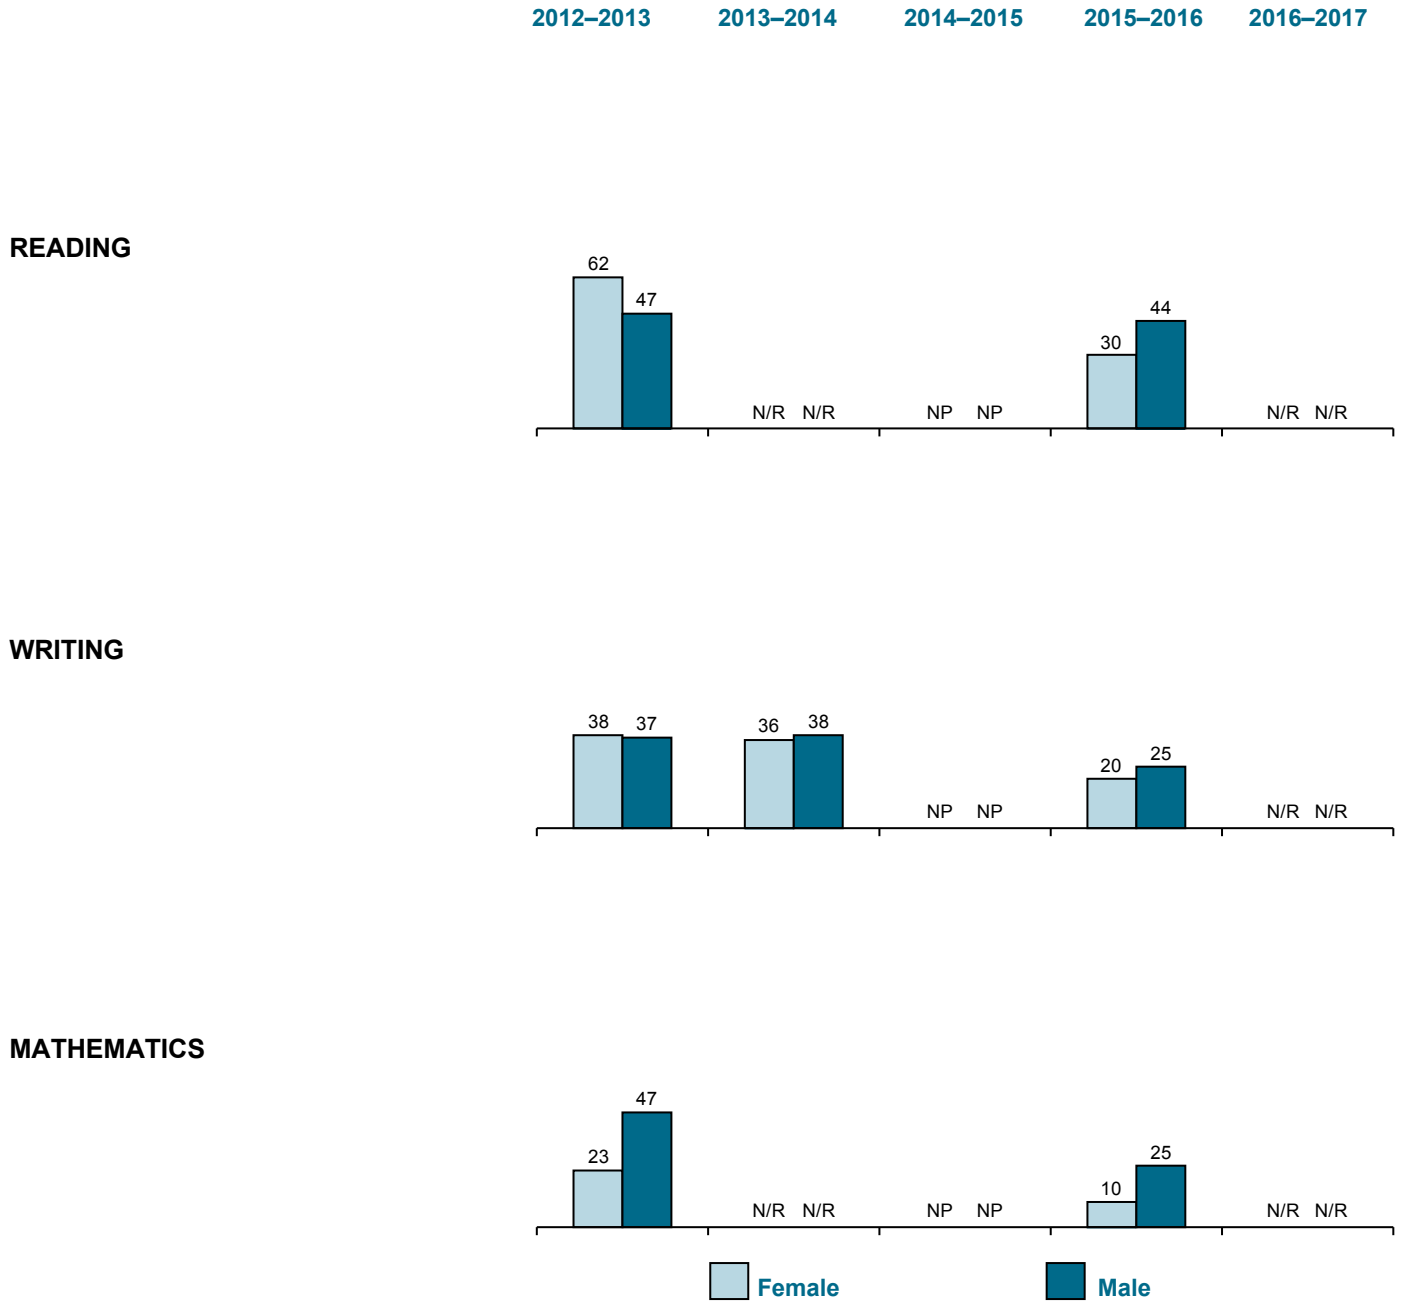 2012–2013 2013–2014 2014–2015 2015–2016 2016–2017
READING
62 47 30 44
N/R N/R NP NP N/R N/R
WRITING
38 37 36 38 20 25
NP NP N/R N/R
MATHEMATICS
23 47 10 25
N/R N/R NP NP N/R N/R
Female Male